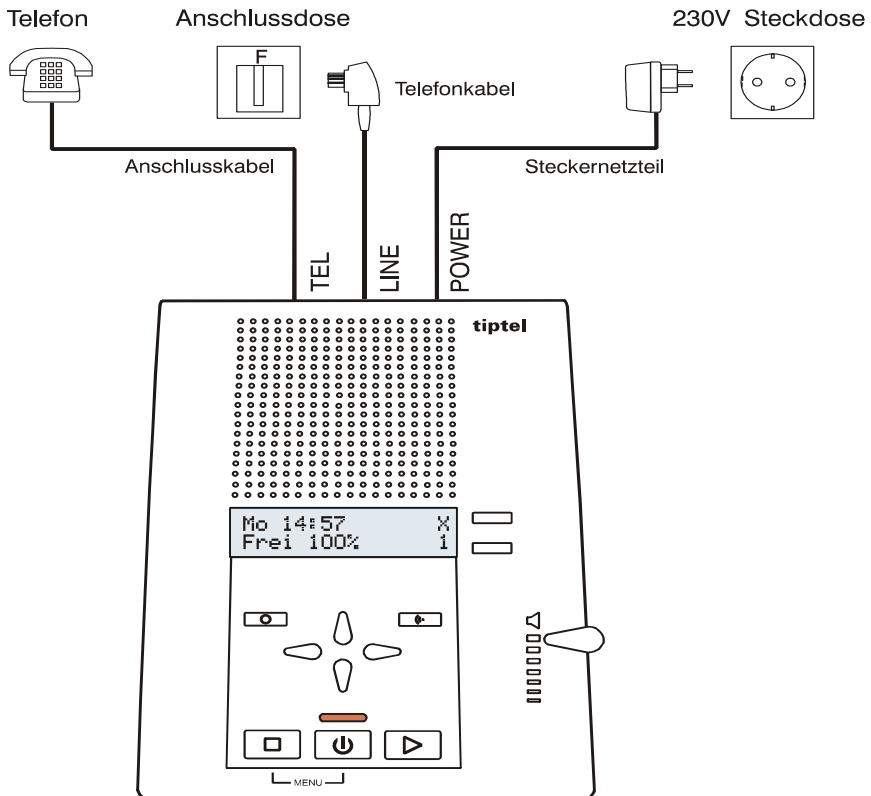 Telefon
Anschlussdose
230V Steckdose
F
Telefonkabel
Anschlusskabel
Steckernetzteil
TEL
LINE
POWER
tiptel
Mo 14:57 X
Frei 100% 1
MENU